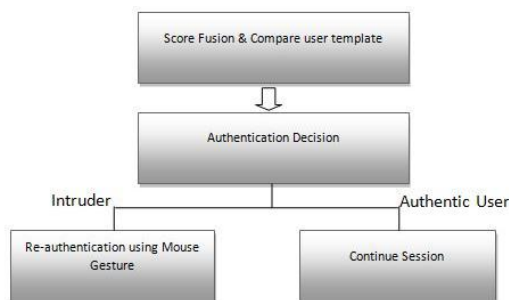 Score Fusion & Compare user template
Authentication Decision
Intruder
Authentic User
Re-authentication using Mouse
Gesture
Continue Session